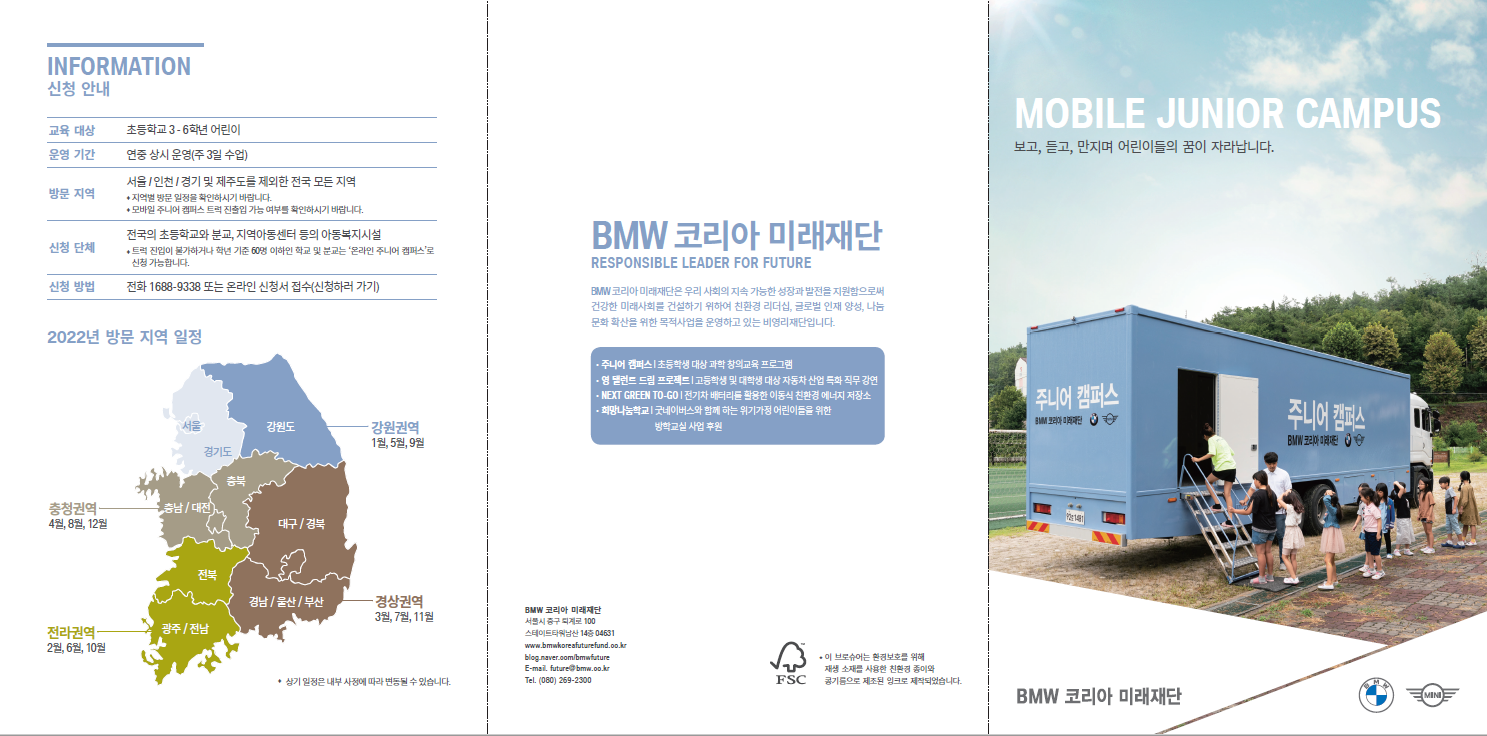 INFORMATION
신청 안내
교육 대상
초등학교 3 - 6학년 어린이
운영 기간
연중 상시 운영(주 3일 수업)
방문 지역
서울 / 인천 / 경기 및 제주도를 제외한 전국 모든 지역
• 지역별 방문 일정을 확인하시기 바랍니다.
• 모바일 주니어 캠퍼스 트럭 진출입 가능 여부를 확인하시기 바랍니다.
신청 단체
전국의 초등학교와 분교, 지역아동센터 등의 아동복지시설
• 트럭 진입이 불가하거나 학년 기준 60명 이하인 학교 및 분교는 '온라인 주니어 캠퍼스'로
신청 가능합니다.
신청 방법
전화 1688-9338 또는 온라인 신청서 접수(신청하러 가기)
2022년 방문 지역 일정
서울
경기도
강원도
강원권역
1월, 5월, 9월
충북
충남 / 대전
충청권역
4월, 8월, 12월
대구 / 경북
전북
경남 / 울산 / 부산
경상권역
3월, 7월, 11월
광주 / 전남
전라권역
2월, 6월, 10월
• 상기 일정은 내부 사정에 따라 변동될 수 있습니다.
BMW 코리아 미래재단
RESPONSIBLE LEADER FOR FUTURE
BMW 코리아 미래재단은 우리 사회의 지속 가능한 성장과 발전을 지원함으로써
건강한 미래사회를 건설하기 위하여 친환경 리더십, 글로벌 인재 양성, 나눔
문화 확산을 위한 목적사업을 운영하고 있는 비영리재단입니다.
- 주니어 캠퍼스 | 초등학생 대상 과학 창의교육 프로그램
- 영 탤런트 드림 프로젝트 | 고등학생 및 대학생 대상 자동차 산업 특화 직무 강연
- NEXT GREEN TO-GO | 전기차 배터리를 활용한 이동식 친환경 에너지 저장소
- 희망나눔학교 | 굿네이버스와 함께 하는 위기가정 어린이들을 위한
방학교실 사업 후원
BMW 코리아 미래재단
서울시 중구 퇴계로 100
스테이트타워남산 14층 04631
www.bmwkoreafuturefund.co.kr
blog.naver.com/bmwfuture
E-mail. future@bmw.co.kr
Tel. (080) 269-2300
FSC
• 이 브로슈어는 환경보호를 위해
재생 소재를 사용한 친환경 종이와
콩기름으로 제조된 잉크로 제작되었습니다.
MOBILE JUNIOR CAMPUS
보고, 듣고, 만지며 어린이들의 꿈이 자라납니다.
주니어 캠퍼스
BMW 코리아 미래재단
주니어 캠퍼스
BMW 코리아 미래재단
BMW 코리아 미래재단
BMW
MINI